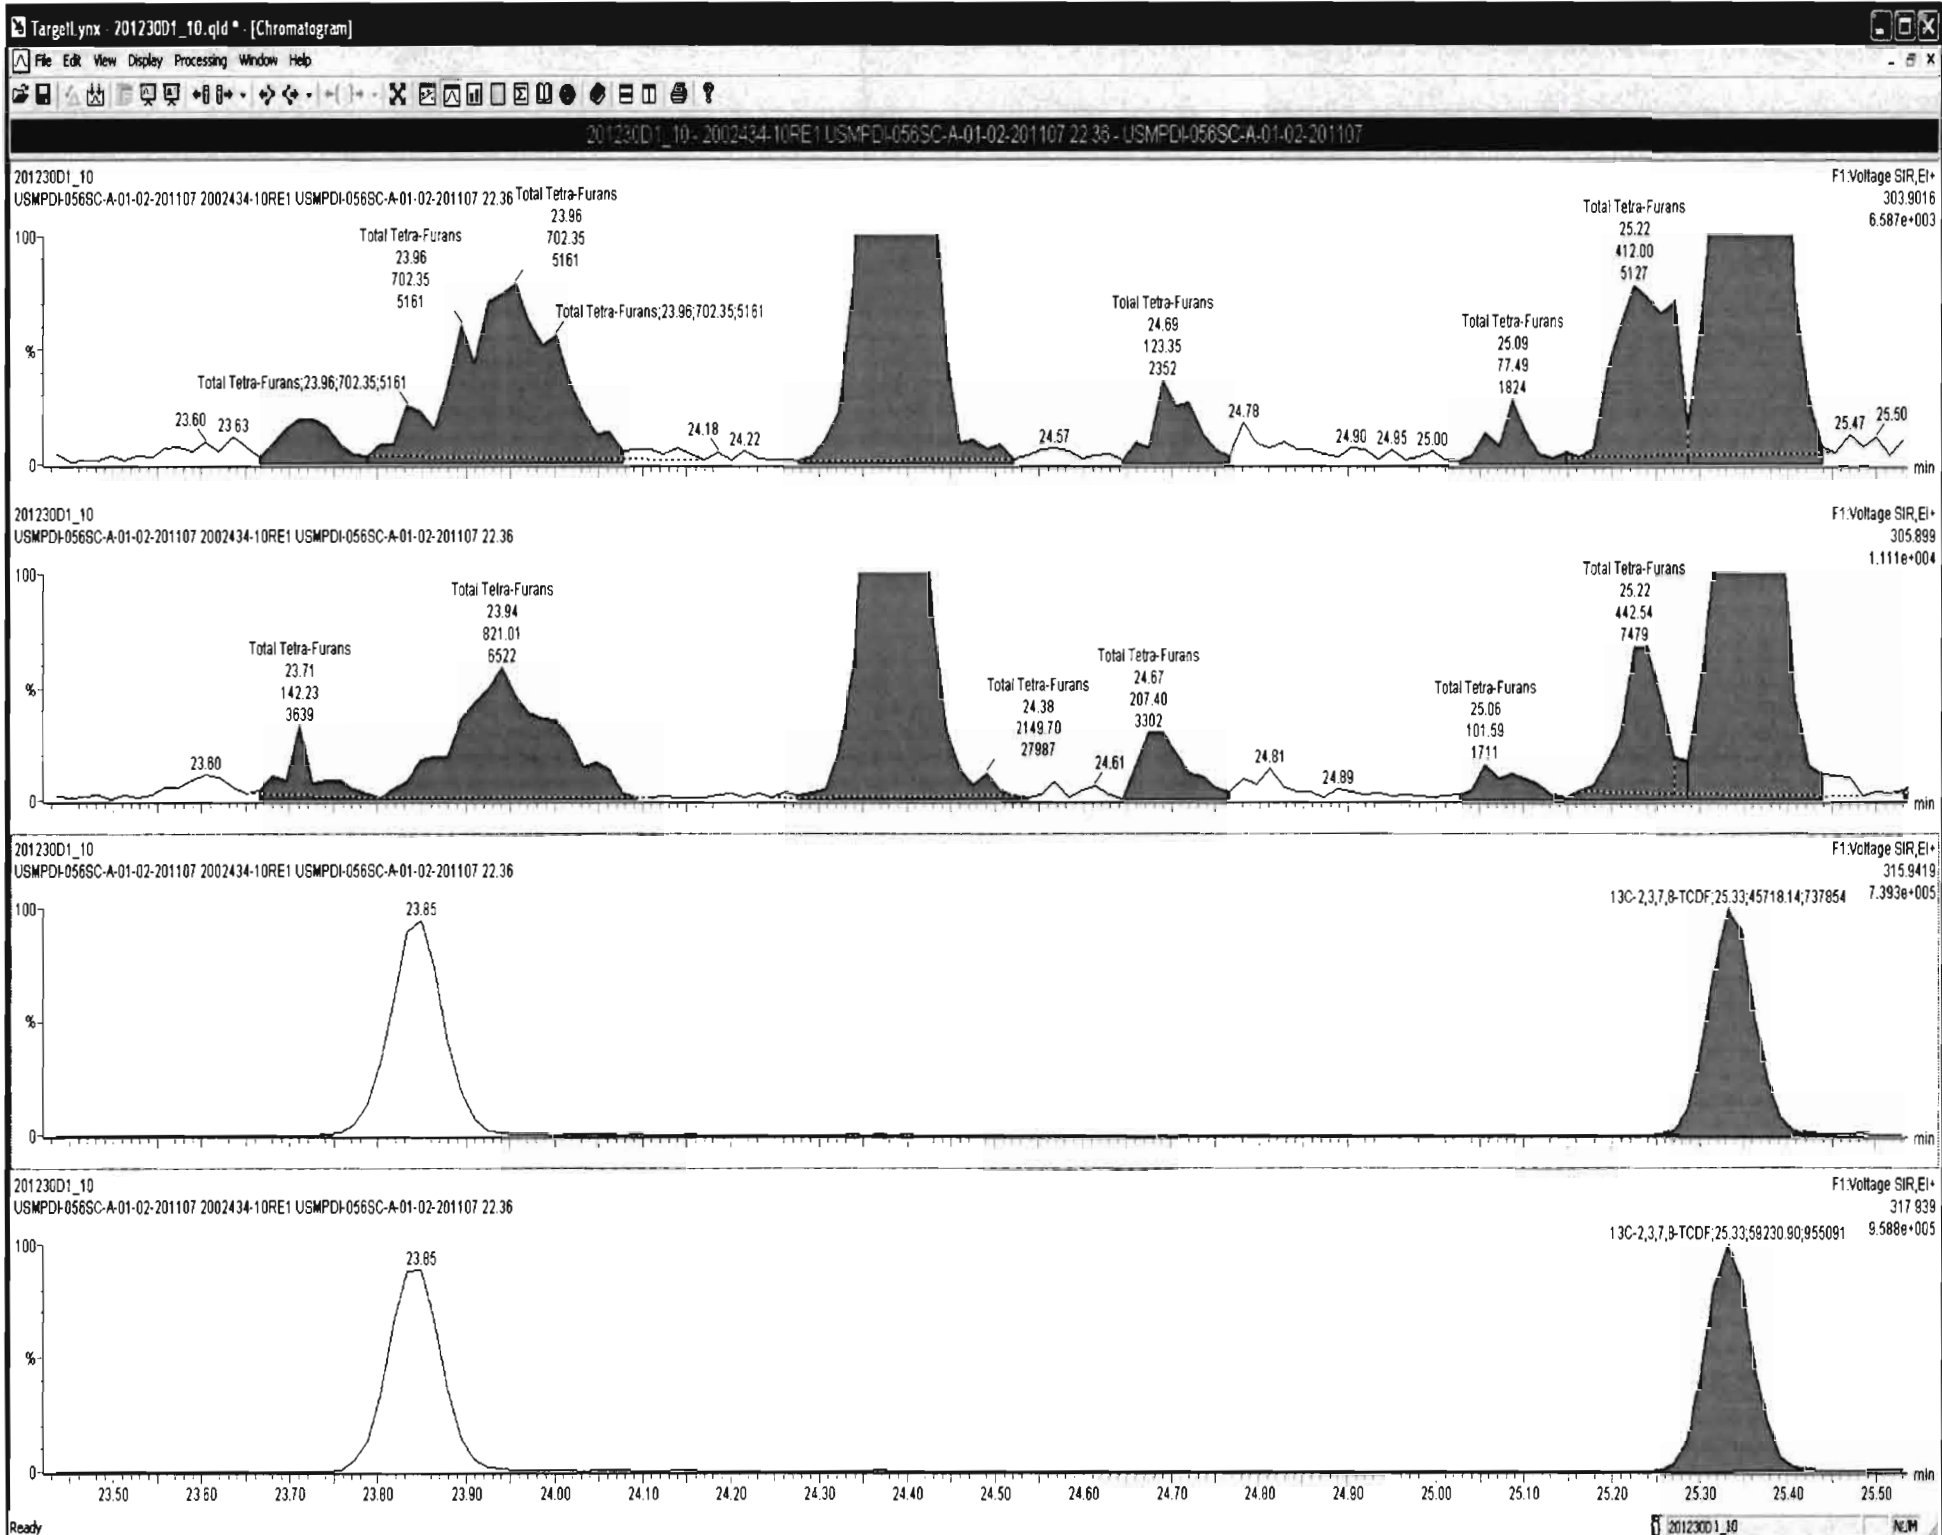 TargetLynx - 201230D1_10.qld * - [Chromatogram]
File Edit View Display Processing Window Help
201230D1_10 - 2002434-10RE1 USMPDI-056SC-A-01-02-201107 22.36 - USMPDI-056SC-A-01-02-201107
201230D1_10
USMPDI-056SC-A-01-02-201107 2002434-10RE1 USMPDI-056SC-A-01-02-201107 22.36
F1:Voltage SIR,EI+
303.9016
6.587e+003
100
%
0
Total Tetra-Furans;23.96;702.35;5161
23.60
23.63
Total Tetra-Furans
23.96
702.35
5161
Total Tetra-Furans
23.96
702.35
5161
Total Tetra-Furans;23.96;702.35;5161
24.18
24.22
24.57
Total Tetra-Furans
24.69
123.35
2352
24.78
24.90
24.95
25.00
Total Tetra-Furans
25.09
77.49
1824
Total Tetra-Furans
25.22
412.00
5127
25.47
25.50
min
201230D1_10
USMPDI-056SC-A-01-02-201107 2002434-10RE1 USMPDI-056SC-A-01-02-201107 22.36
F1:Voltage SIR,EI+
305.899
1.111e+004
100
%
0
23.60
Total Tetra-Furans
23.71
142.23
3639
Total Tetra-Furans
23.94
821.01
6522
Total Tetra-Furans
24.38
2149.70
27987
24.61
Total Tetra-Furans
24.67
207.40
3302
24.81
24.89
Total Tetra-Furans
25.06
101.59
1711
Total Tetra-Furans
25.22
442.54
7479
min
201230D1_10
USMPDI-056SC-A-01-02-201107 2002434-10RE1 USMPDI-056SC-A-01-02-201107 22.36
F1:Voltage SIR,EI+
315.9419
7.393e+005
100
%
0
23.85
13C-2,3,7,8-TCDF;25.33;45718.14;737854
min
201230D1_10
USMPDI-056SC-A-01-02-201107 2002434-10RE1 USMPDI-056SC-A-01-02-201107 22.36
F1:Voltage SIR,EI+
317.939
9.588e+005
100
%
0
23.85
13C-2,3,7,8-TCDF;25.33;59230.90;955091
min
23.50 23.60 23.70 23.80 23.90 24.00 24.10 24.20 24.30 24.40 24.50 24.60 24.70 24.80 24.90 25.00 25.10 25.20 25.30 25.40 25.50
Ready
201230D1_10
NUM